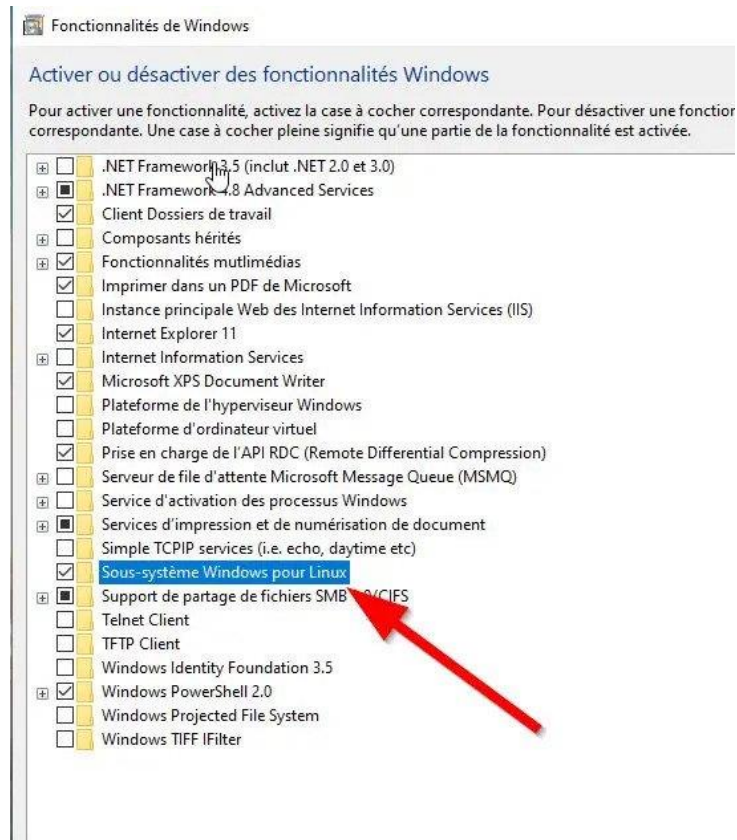 Fonctionnalités de Windows
Activer ou désactiver des fonctionnalités Windows
Pour activer une fonctionnalité, activez la case à cocher correspondante. Pour désactiver une fonction
correspondante. Une case à cocher pleine signifie qu'une partie de la fonctionnalité est activée.
.NET Framework 3.5 (inclut .NET 2.0 et 3.0)
.NET Framework 4.8 Advanced Services
Client Dossiers de travail
Composants hérités
Fonctionnalités mutlimédias
Imprimer dans un PDF de Microsoft
Instance principale Web des Internet Information Services (IIS)
Internet Explorer 11
Internet Information Services
Microsoft XPS Document Writer
Plateforme de l'hyperviseur Windows
Plateforme d'ordinateur virtuel
Prise en charge de l'API RDC (Remote Differential Compression)
Serveur de file d'attente Microsoft Message Queue (MSMQ)
Service d'activation des processus Windows
Services d'impression et de numérisation de document
Simple TCPIP services (i.e. echo, daytime etc)
Sous-système Windows pour Linux
Support de partage de fichiers SMB /CIFS
Telnet Client
TFTP Client
Windows Identity Foundation 3.5
Windows PowerShell 2.0
Windows Projected File System
Windows TIFF IFilter